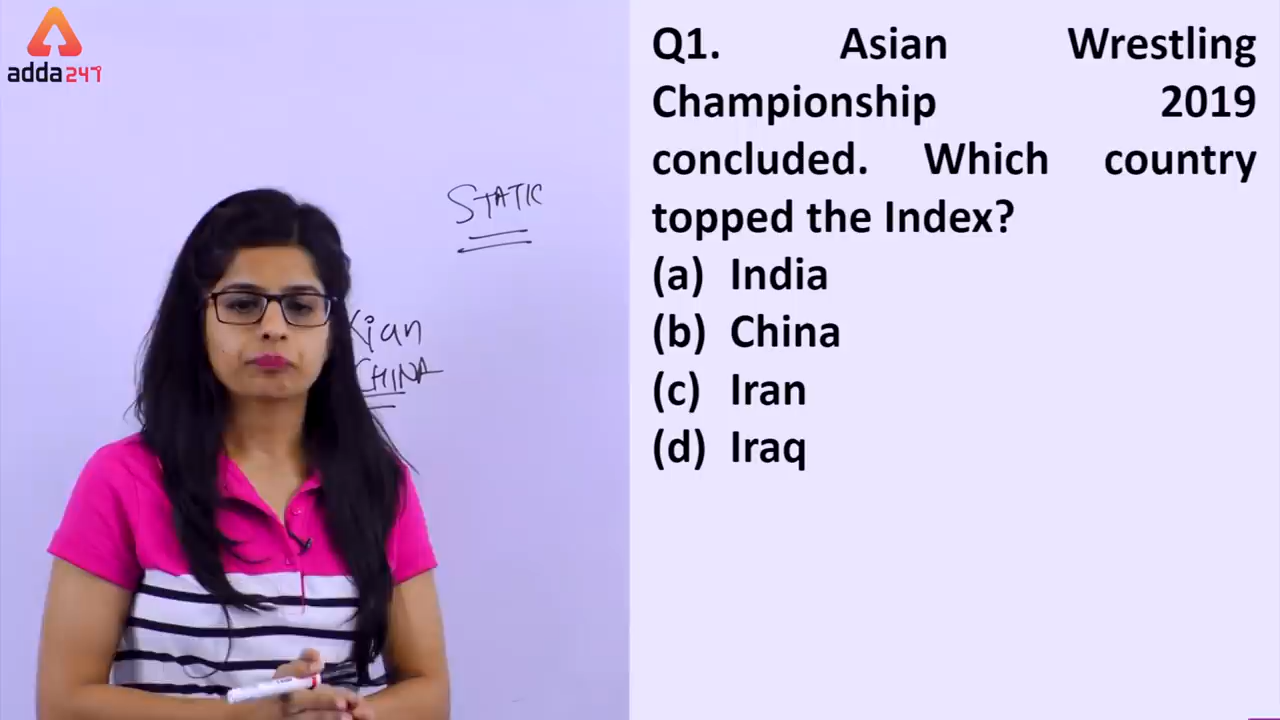 adda247
STATIC
Xian
CHINA
Q1. Asian Wrestling
Championship 2019
concluded. Which country
topped the Index?
(a) India
(b) China
(c) Iran
(d) Iraq